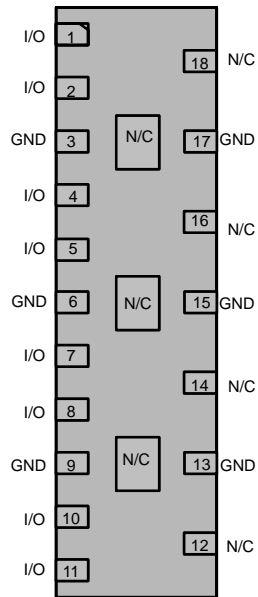 I/O 1
18 N/C
I/O 2
GND 3 N/C 17 GND
I/O 4
16 N/C
I/O 5
GND 6 N/C 15 GND
I/O 7
14 N/C
I/O 8
GND 9 N/C 13 GND
I/O 10
12 N/C
I/O 11